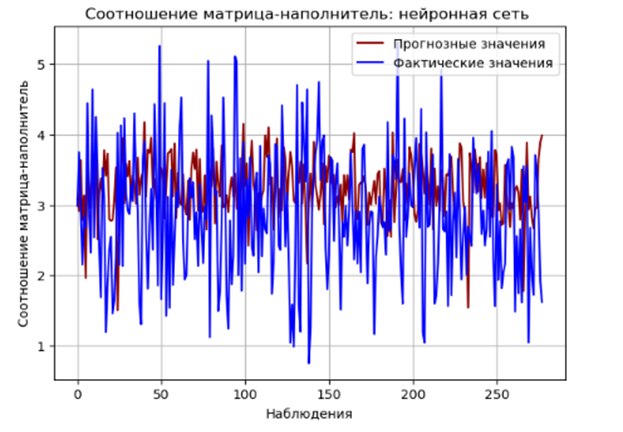 Соотношение матрица-наполнитель: нейронная сеть
Прогнозные значения
Фактические значения
Соотношение матрица-наполнитель
5
4
3
2
1
0
50
100
150
200
250
Наблюдения